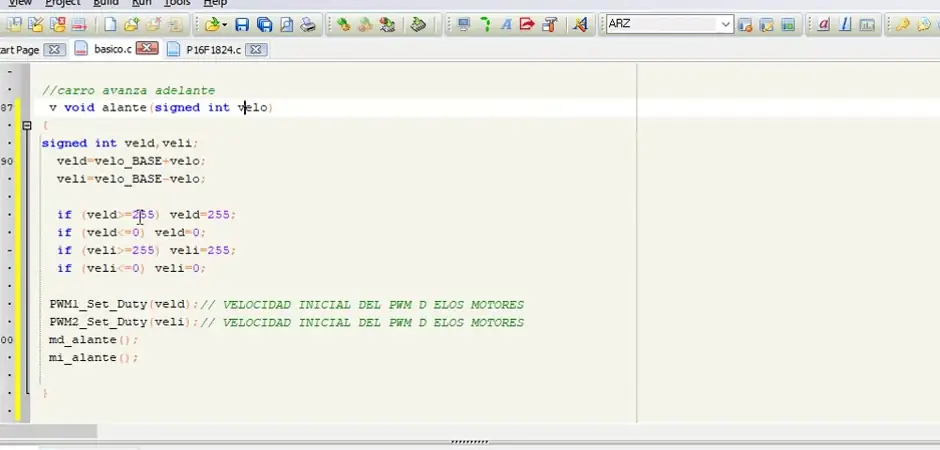 View Project Build Run Tools Help
ARZ
art Page basico.c P16F1824.c
//carro avanza adelante
87 v void alante(signed int velo)
{
signed int veld,veli;
90 veld=velo_BASE+velo;
veli=velo_BASE-velo;
if (veld>=255) veld=255;
if (veld<=0) veld=0;
if (veli>=255) veli=255;
if (veli<=0) veli=0;
PWM1_Set_Duty(veld);// VELOCIDAD INICIAL DEL PWM D ELOS MOTORES
PWM2_Set_Duty(veli);// VELOCIDAD INICIAL DEL PWM D ELOS MOTORES
00 md_alante();
mi_alante();
}